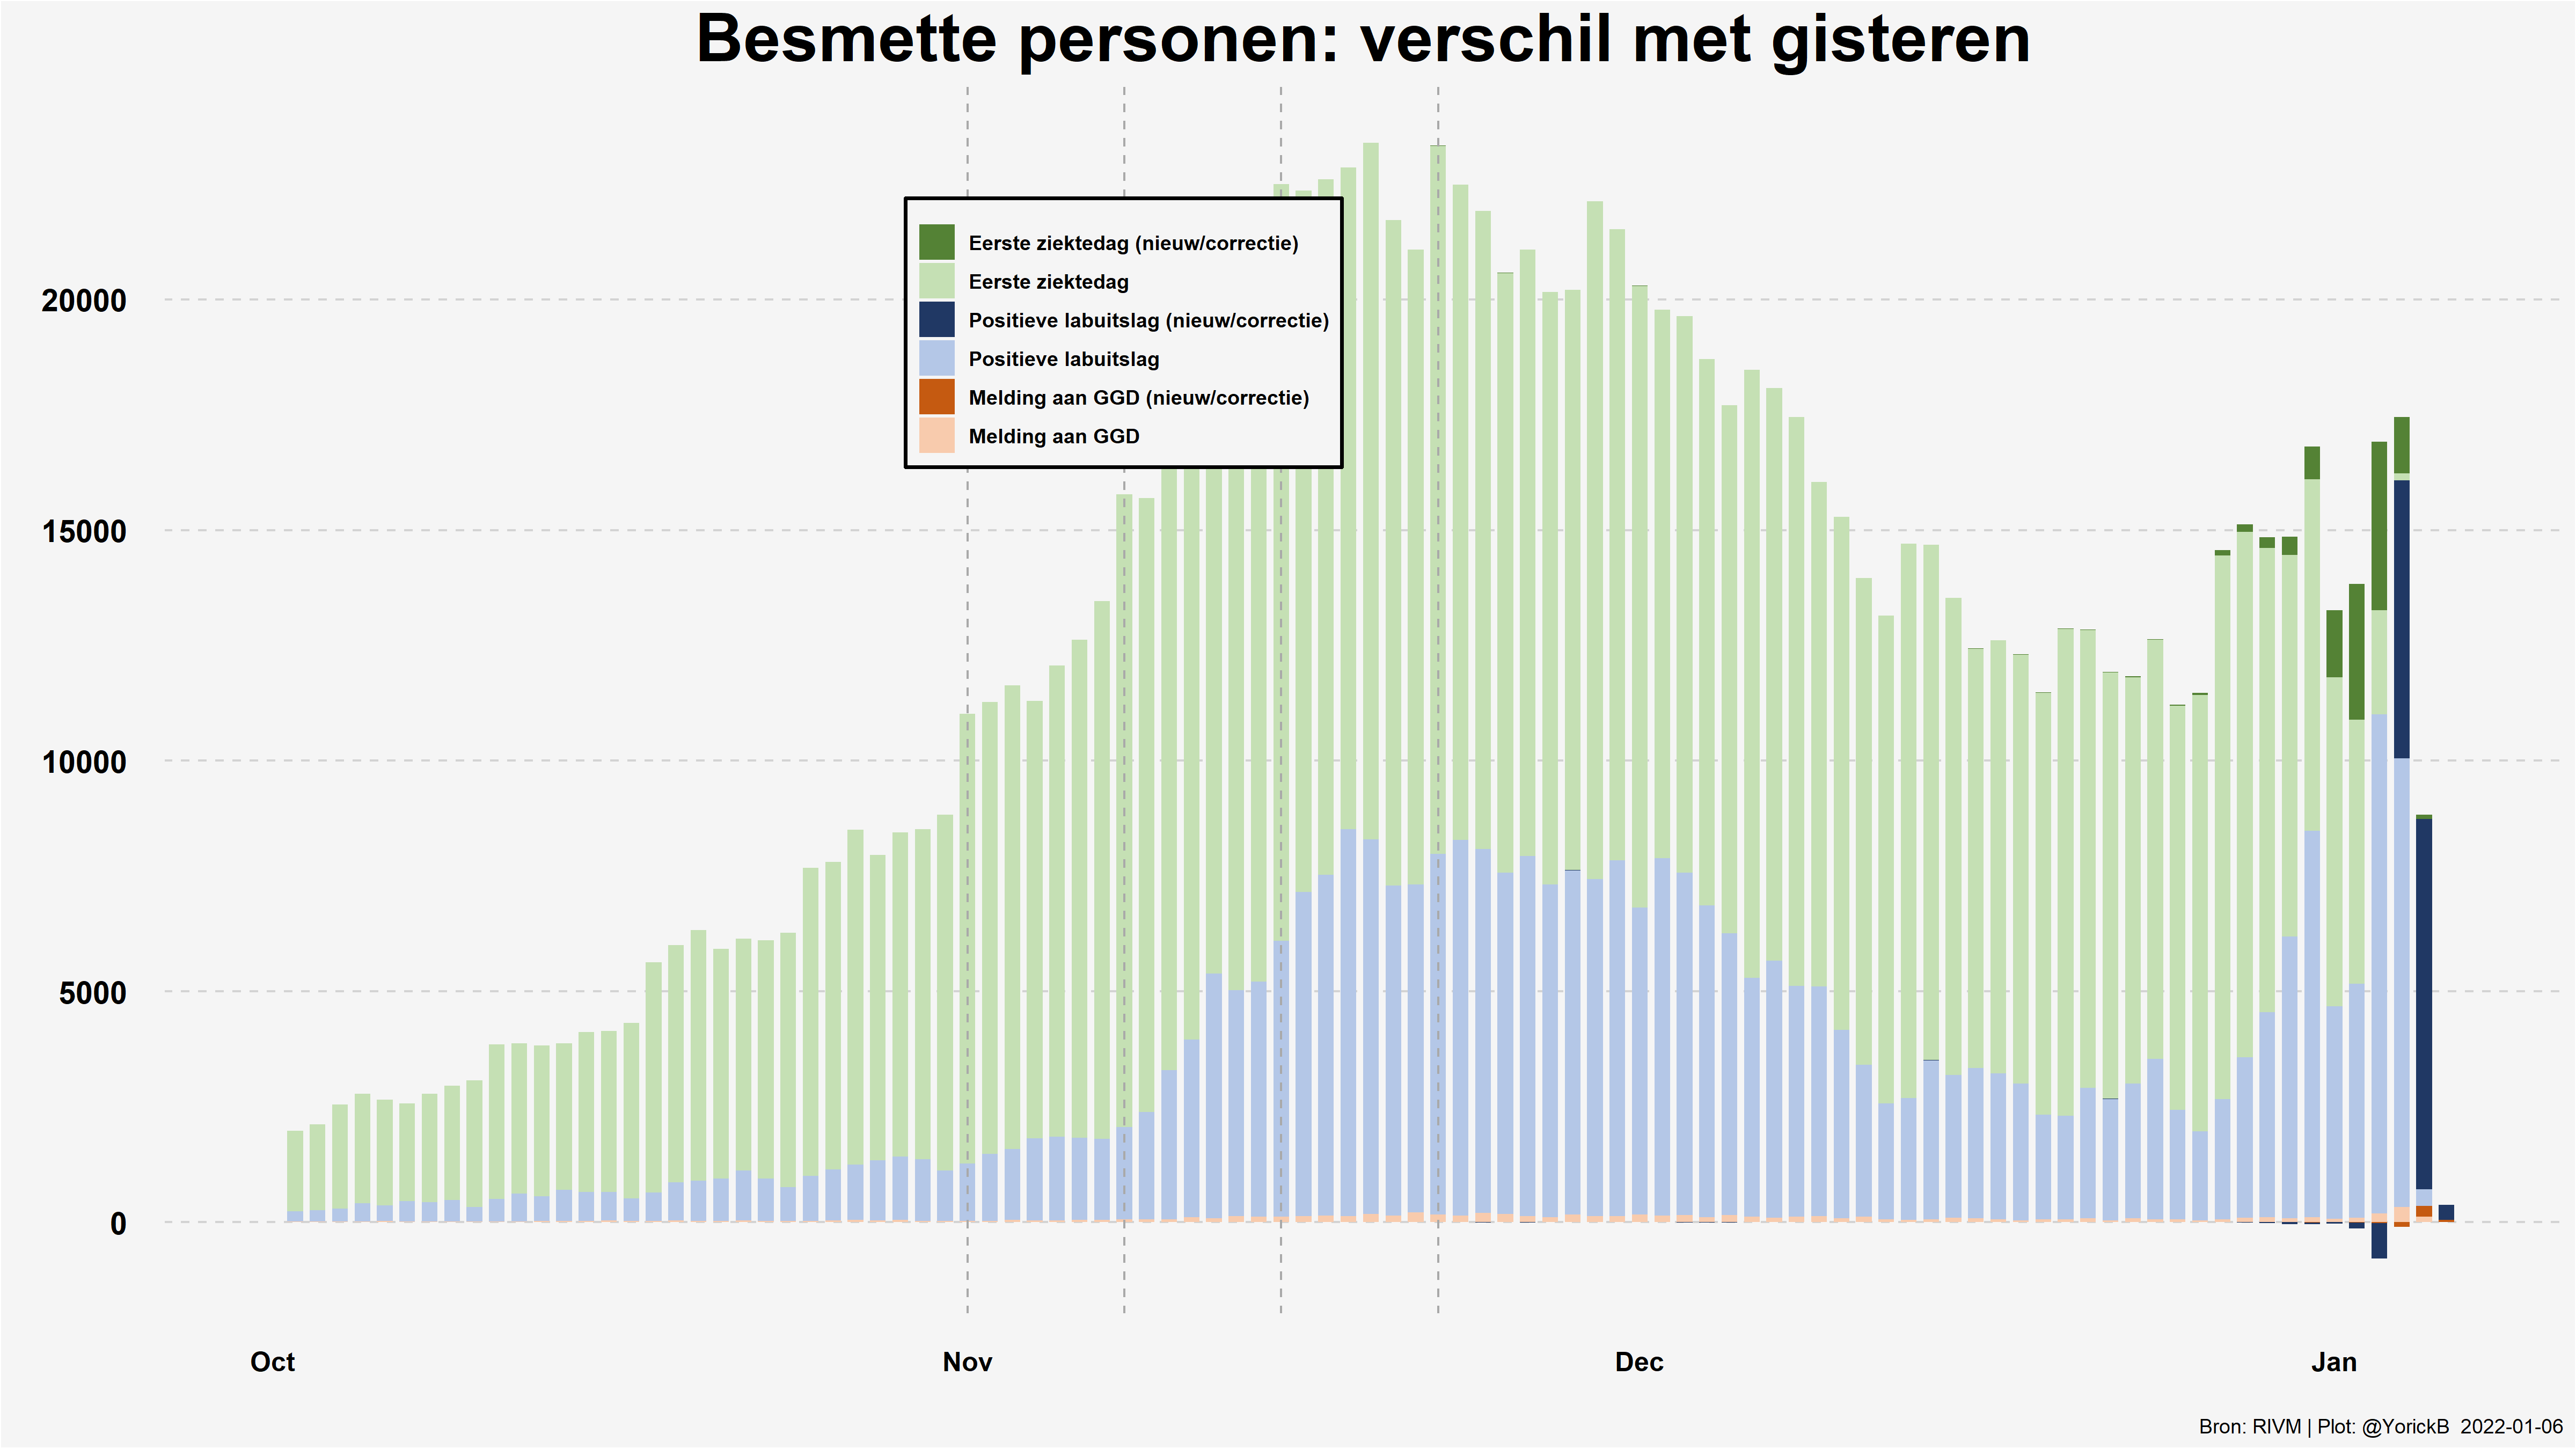 Besmette personen: verschil met gisteren
Eerste ziektedag (nieuw/correctie)
Eerste ziektedag
Positieve labuitslag (nieuw/correctie)
Positieve labuitslag
Melding aan GGD (nieuw/correctie)
Melding aan GGD
20000
15000
10000
5000
0
Oct Nov Dec Jan
Bron: RIVM | Plot: @YorickB 2022-01-06